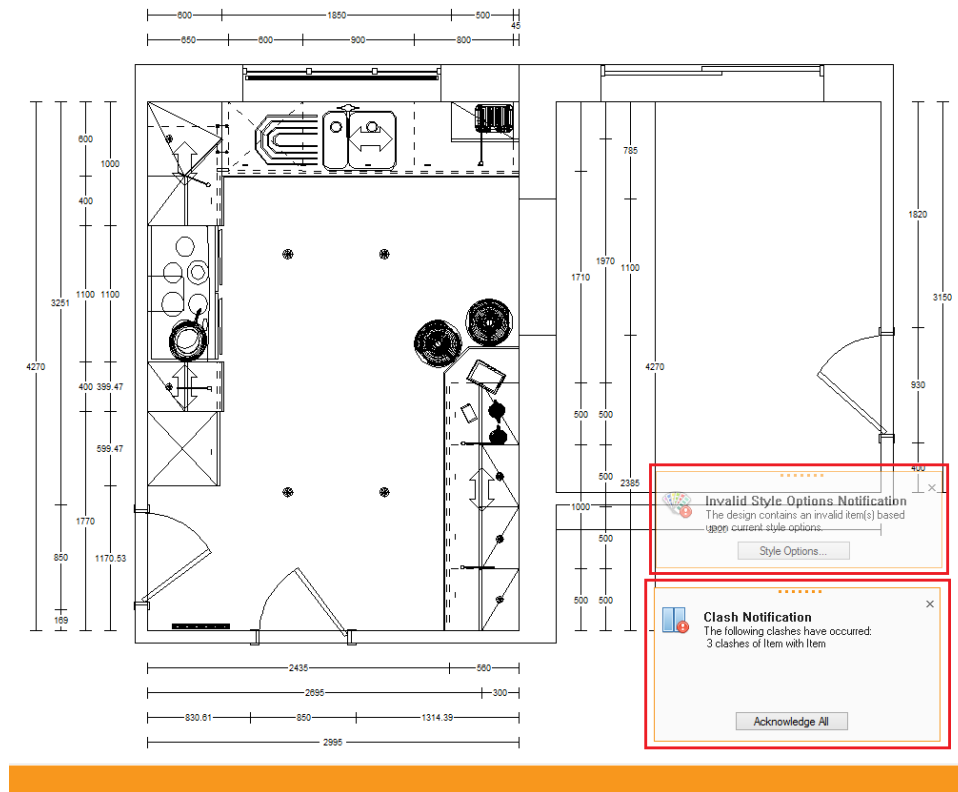 600 1850 500
45
650 600 900 800
600
1000
400
3251 1100 1100
4270
400 399.47
599.47
1770
850 1170.53
169
785
1820
1970
1100
1710
3150
4270
930
500 500
400
500 2385
1000
500
500 500
Invalid Style Options Notification
The design contains an invalid item(s) based
upon current style options.
Style Options...
Clash Notification
The following clashes have occurred:
3 clashes of Item with Item
Acknowledge All
2435 560
2695 300
830.61 850 1314.39
2995